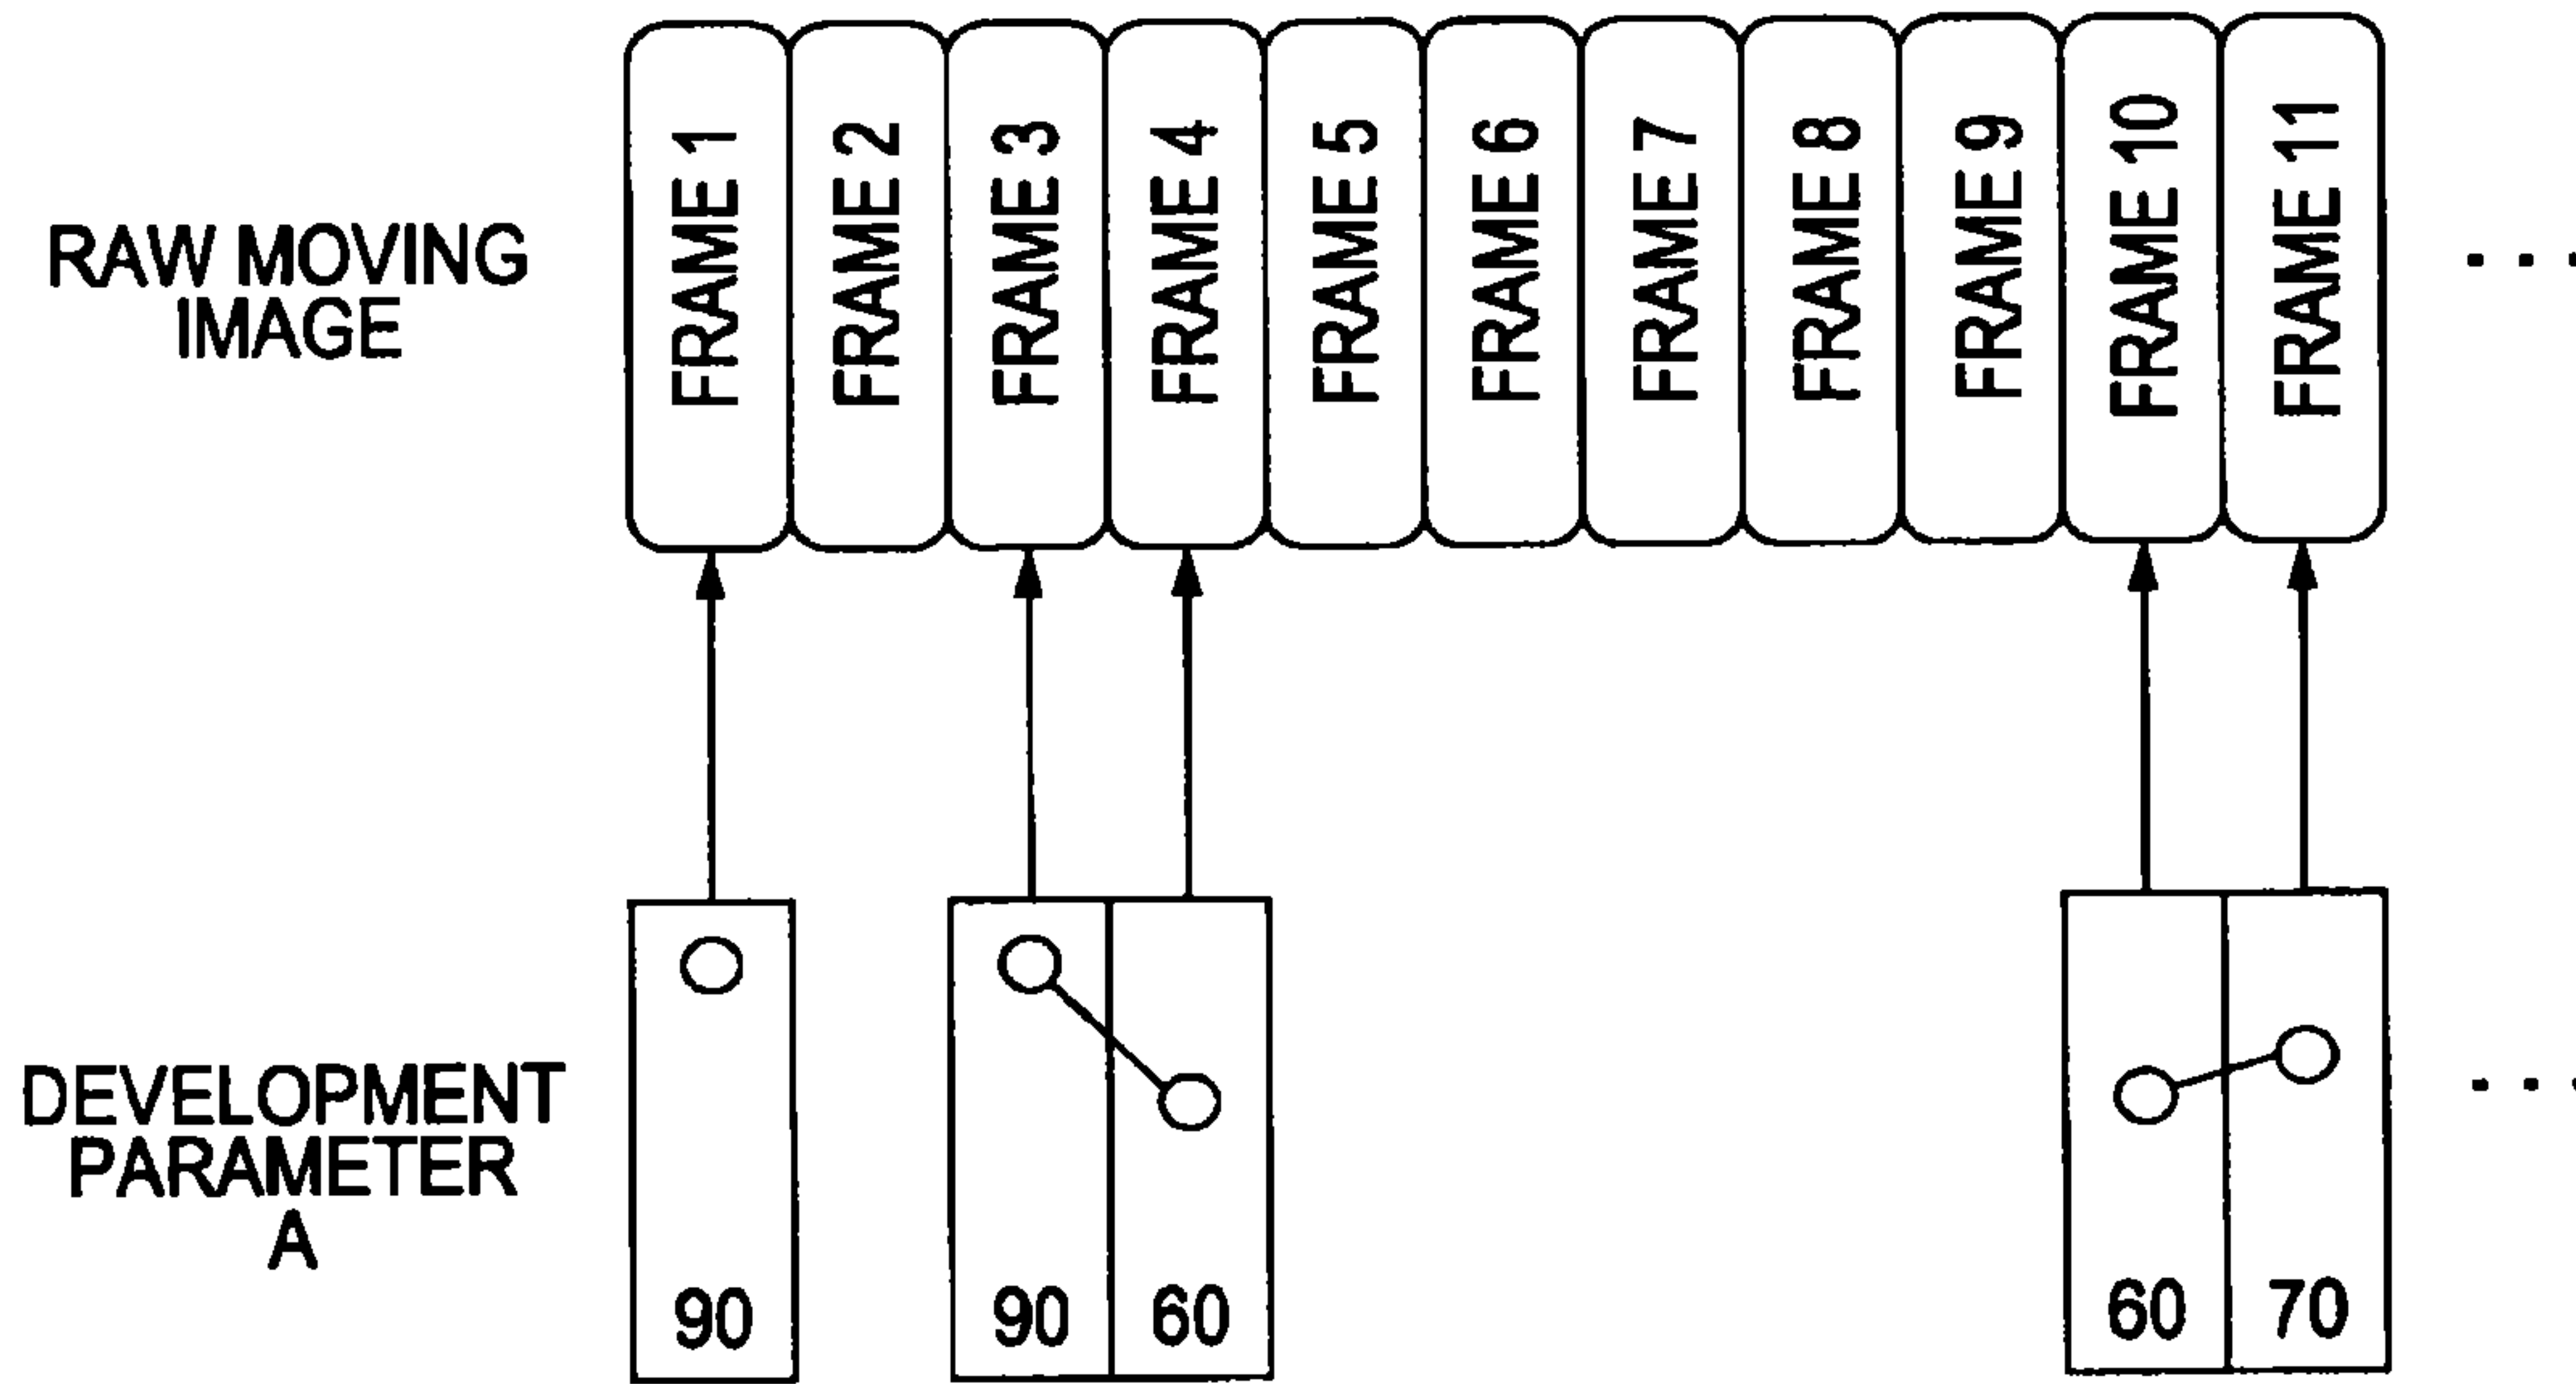 RAW MOVING
IMAGE
FRAME 1
FRAME 2
FRAME 3
FRAME 4
FRAME 5
FRAME 6
FRAME 7
FRAME 8
FRAME 9
FRAME 10
FRAME 11
. . .
DEVELOPMENT
PARAMETER
A
90
90
60
60
70
. . .